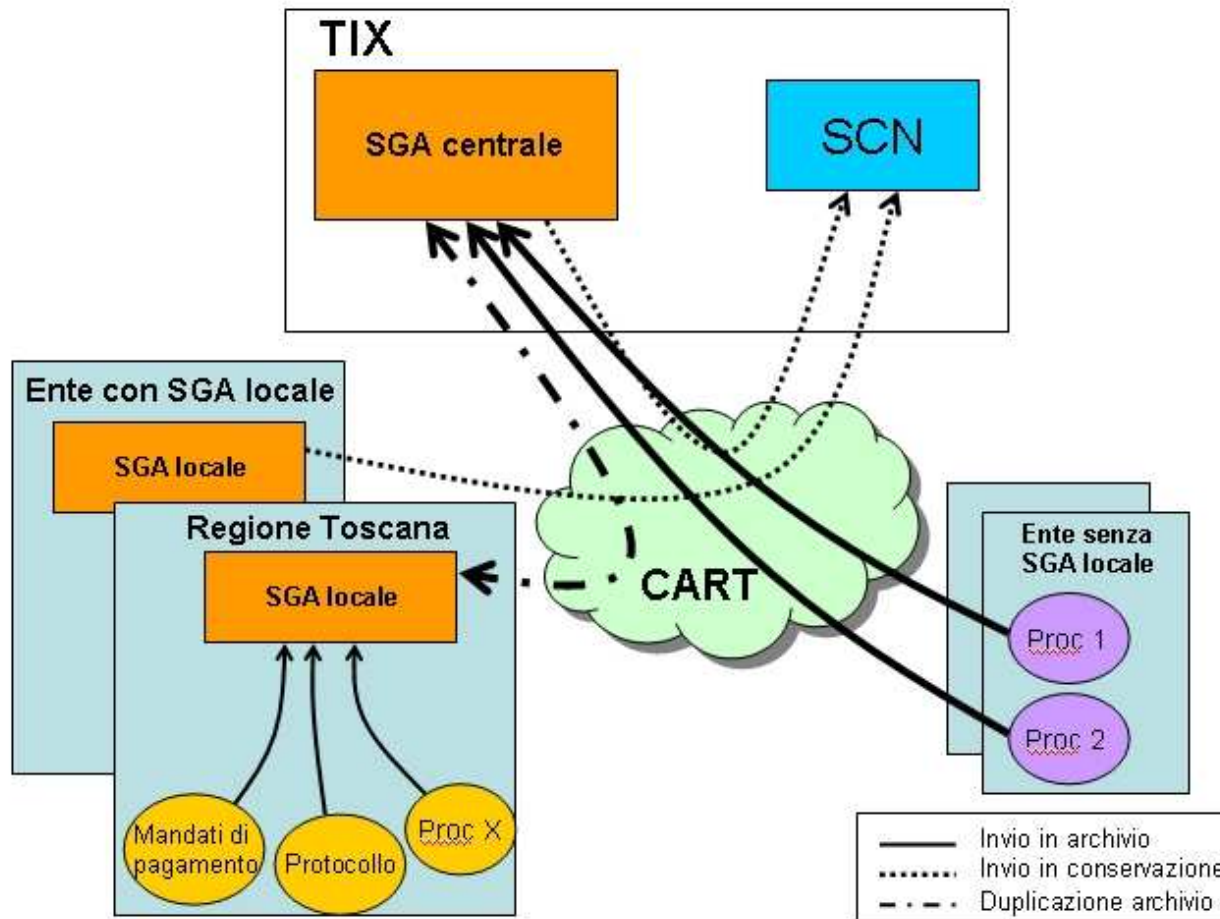 TIX
SGA centrale
SCN
Ente con SGA locale
SGA locale
Regione Toscana
SGA locale
CART
Ente senza
SGA locale
Proc 1
Proc 2
Mandati di
pagamento
Protocollo
Proc X
Invio in archivio
Invio in conservazione
Duplicazione archivio